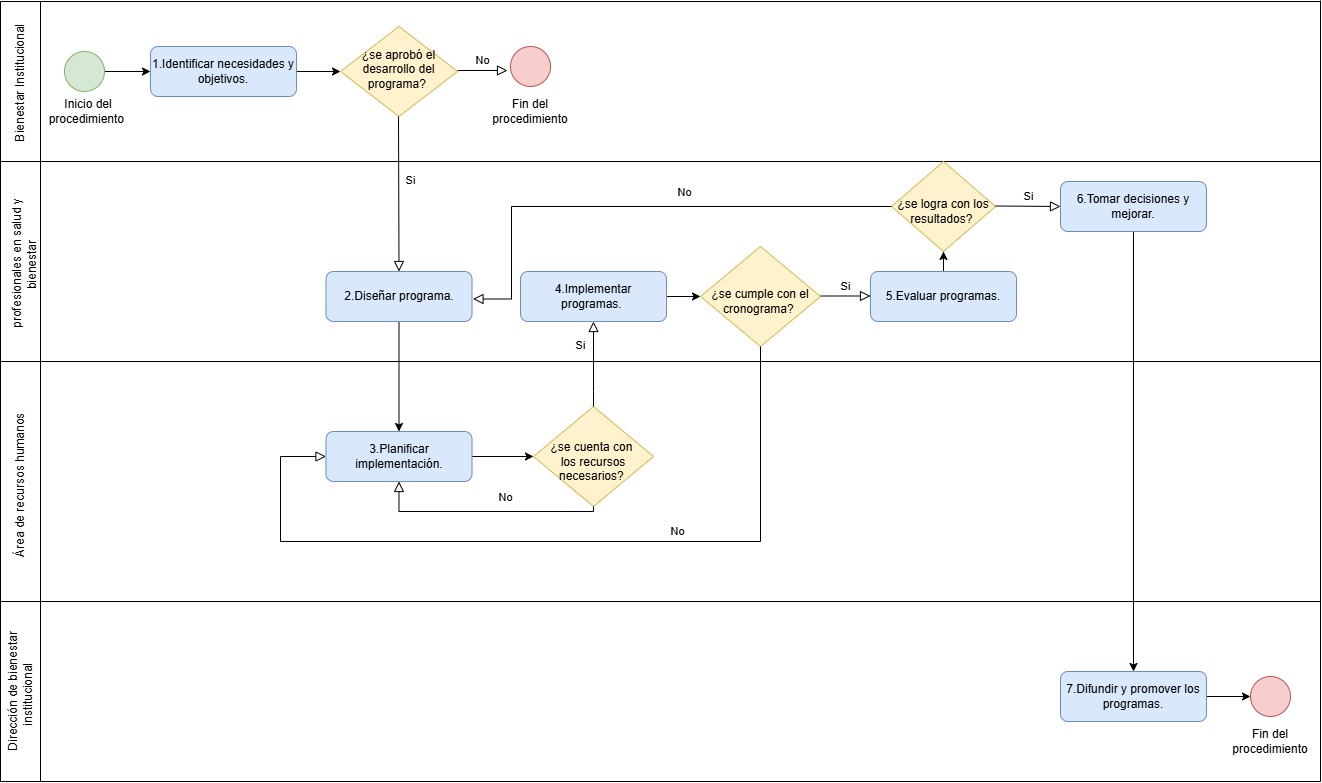 Bienestar Institucional
Inicio del
procedimiento
1.Identificar necesidades y
objetivos.
¿se aprobó el
desarrollo del
programa?
No
Fin del
procedimiento
Si
profesionales en salud y
bienestar
2.Diseñar programa.
No
4.Implementar
programas.
Si
¿se cumple con el
cronograma?
Si
5.Evaluar programas.
¿se logra con los
resultados?
Si
6.Tomar decisiones y
mejorar.
Área de recursos humanos
3.Planificar
implementación.
¿se cuenta con
los recursos
necesarios?
No
No
Dirección de bienestar
institucional
7.Difundir y promover los
programas.
Fin del
procedimiento